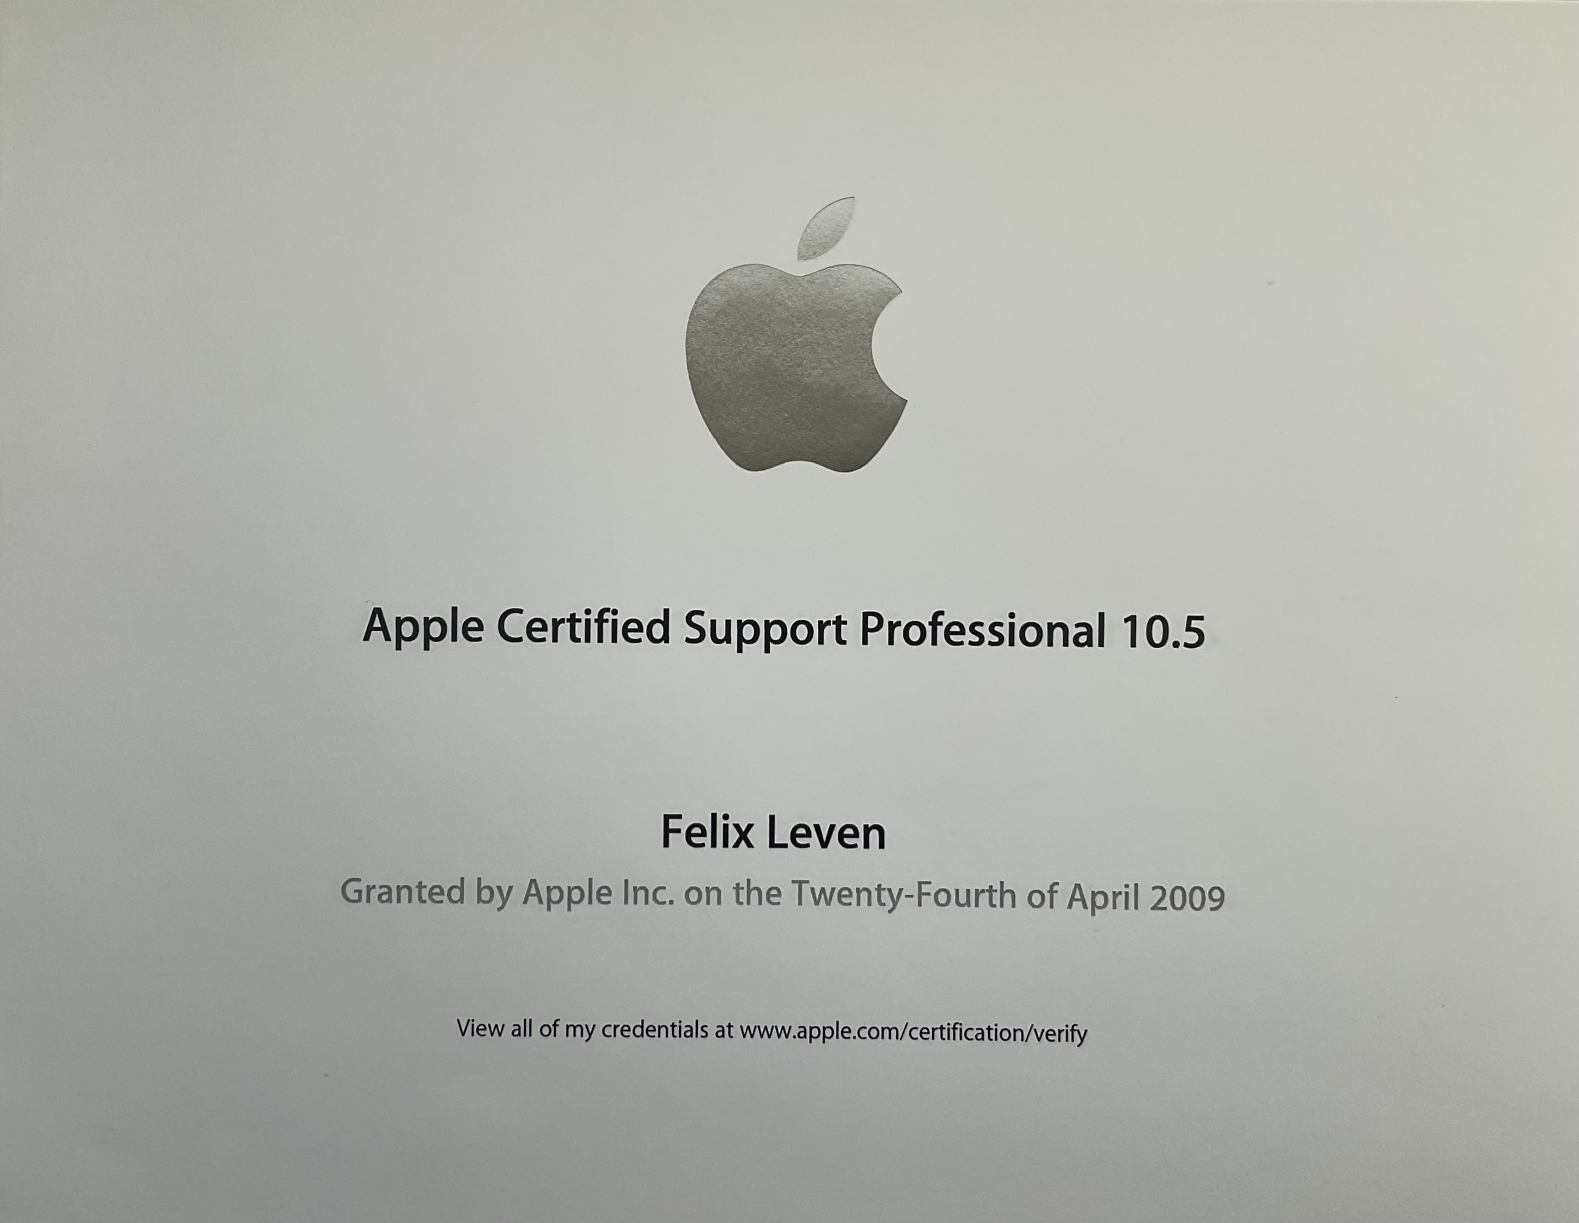 Apple Certified Support Professional 10.5
Felix Leven
Granted by Apple Inc. on the Twenty-Fourth of April 2009
View all of my credentials at www.apple.com/certification/verify